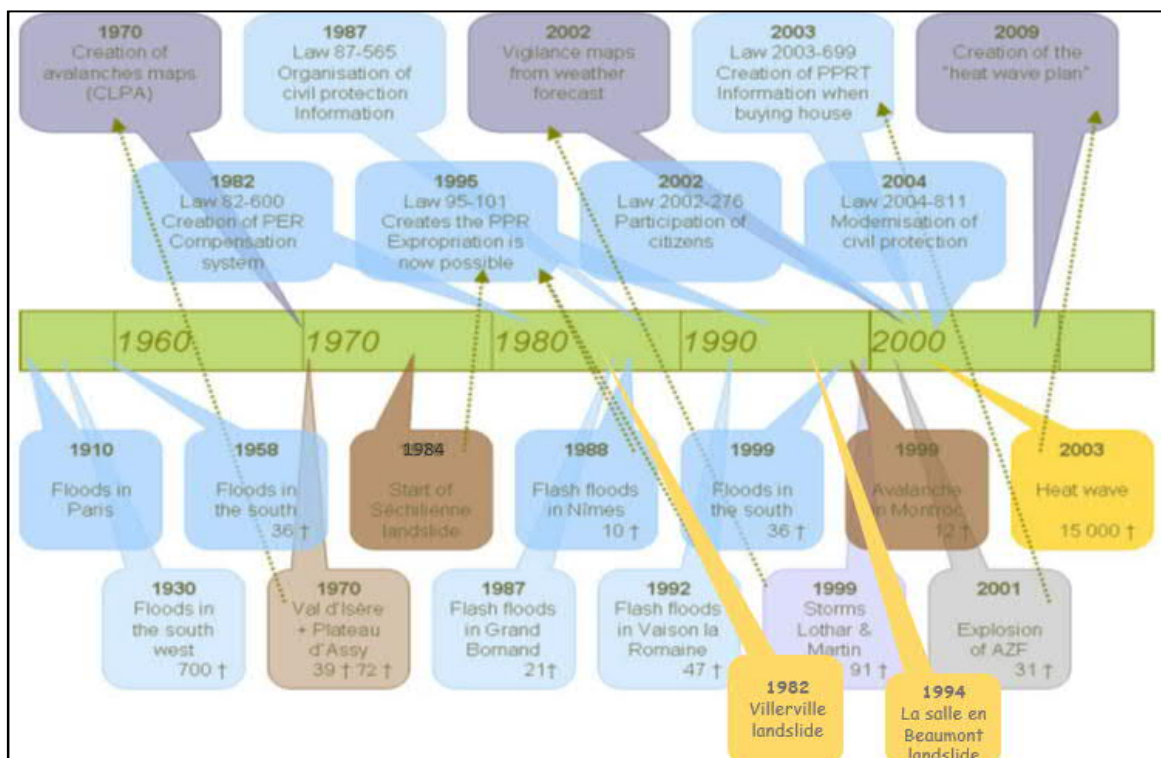 1970
Creation of
avalanches maps
(CLPA)
1987
Law 87-565
Organisation of
civil protection
Information
2002
Vigilance maps
from weather
forecast
2003
Law 2003-699
Creation of PPRT
Information when
buying house
2009
Creation of the
"heat wave plan"
1982
Law 82-600
Creation of PER
Compensation
system
1995
Law 95-101
Creates the PPR
Expropriation is
now possible
2002
Law 2002-276
Participation of
citizens
2004
Law 2004-811
Modernisation of
civil protection
1960
1970
1980
1990
2000
1910
Floods in
Paris
1958
Floods in
the south
36 †
1984
Start of
Séchilienne
landslide
1988
Flash floods
in Nîmes
10 †
1999
Floods in
the south
36 †
1999
Avalanche
in Montroc
12 †
2003
Heat wave
15 000 †
1930
Floods in
the south
west
700 †
1970
Val d'Isère
+ Plateau
d'Assy
39 † 72 †
1987
Flash floods
in Grand
Bornand
21†
1992
Flash floods
in Vaison la
Romaine
47 †
1999
Storms
Lothar &
Martin
91 †
2001
Explosion
of AZF
31 †
1982
Villerville
landslide
1994
La salle en
Beaumont
landslide